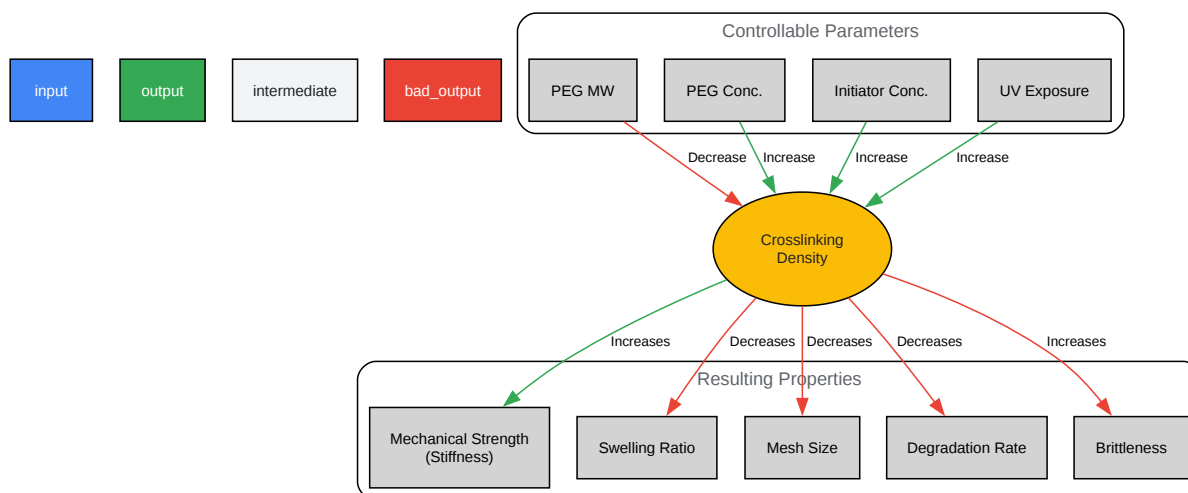 Controllable Parameters
input
output
intermediate
bad_output
PEG MW
PEG Conc.
Initiator Conc.
UV Exposure
Decrease
Increase
Increase
Increase
Crosslinking
Density
Increases
Decreases
Decreases
Decreases
Increases
Resulting Properties
Mechanical Strength
(Stiffness)
Swelling Ratio
Mesh Size
Degradation Rate
Brittleness